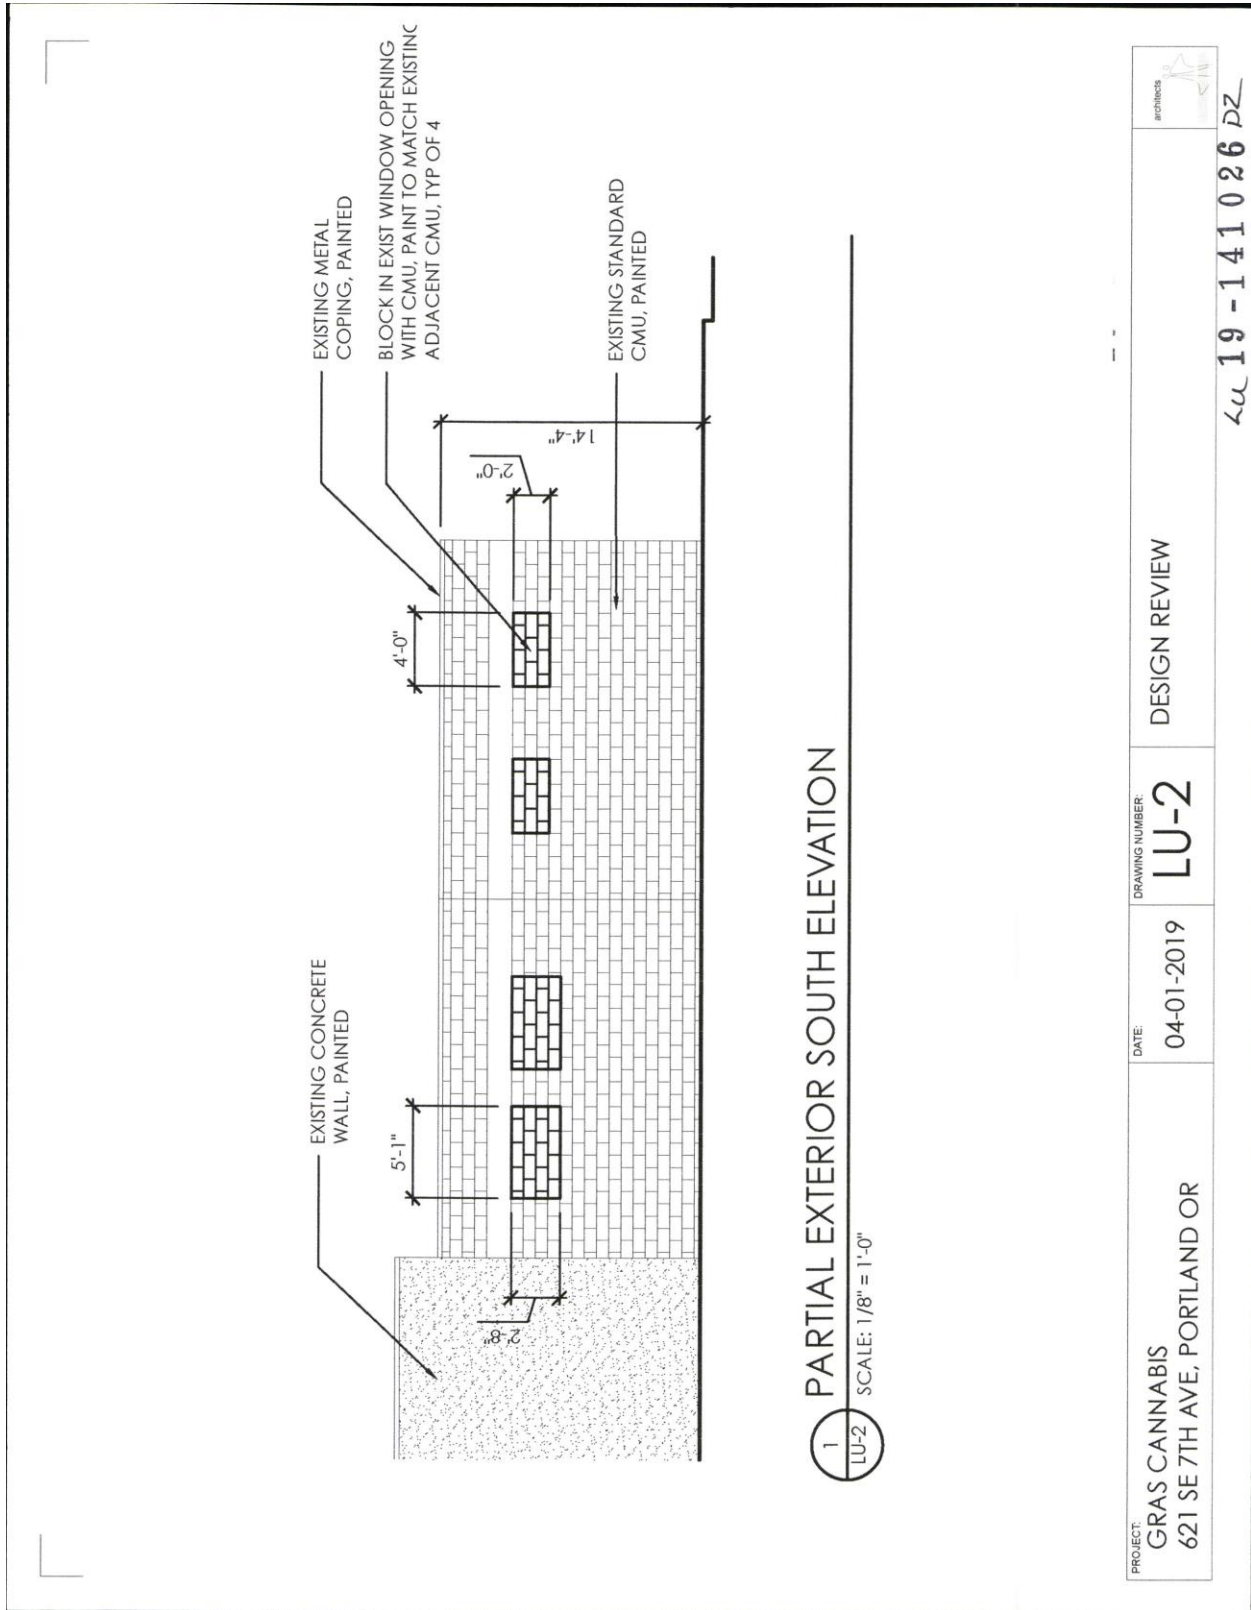 EXISTING CONCRETE
WALL, PAINTED
EXISTING METAL
COPING, PAINTED
BLOCK IN EXIST WINDOW OPENING
WITH CMU, PAINT TO MATCH EXISTING
ADJACENT CMU, TYP OF 4
5'-1"
4'-0"
2'-0"
14'-4"
2'-8"
EXISTING STANDARD
CMU, PAINTED
1
LU-2
PARTIAL EXTERIOR SOUTH ELEVATION
SCALE: 1/8" = 1'-0"
PROJECT:
GRAS CANNABIS
621 SE 7TH AVE, PORTLAND OR
DATE:
04-01-2019
DRAWING NUMBER:
LU-2
DESIGN REVIEW
architects
LU 19-141026 DZ